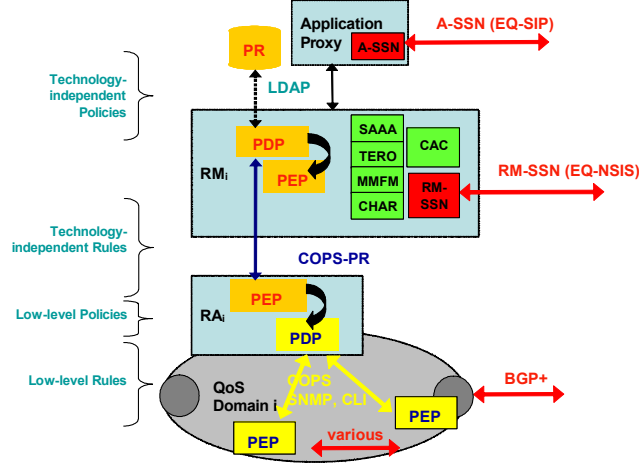 Application
Proxy
A-SSN
A-SSN (EQ-SIP)
PR
LDAP
Technology-
independent
Policies
PDP
PEP
RMi
SAAA
TERO
MMFM
CHAR
CAC
RM-
SSN
RM-SSN (EQ-NSIS)
Technology-
independent Rules
COPS-PR
PEP
RAi
PDP
Low-level Policies
Low-level Rules
QoS
Domain i
COPS
SNMP, CLI
PEP
PEP
various
BGP+